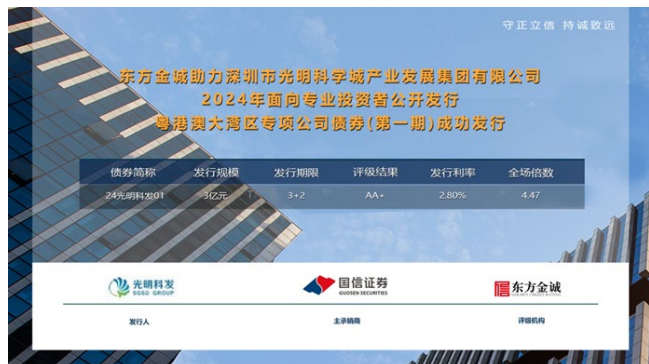 守正立信 持诚致远
东方金诚助力深圳市光明科学城产业发展集团有限公司
2024年面向专业投资者公开发行
粤港澳大湾区专项公司债券(第一期)成功发行
债券简称 发行规模 发行期限 评级结果 发行利率 全场倍数
24光明科发01 3亿元 3+2 AA+ 2.80% 4.47
光明科发 国信证券 东方金诚
SGSD GROUP GUOSEN SECURITIES GOLDEN CREDIT RATING
发行人 主承销商 评级机构